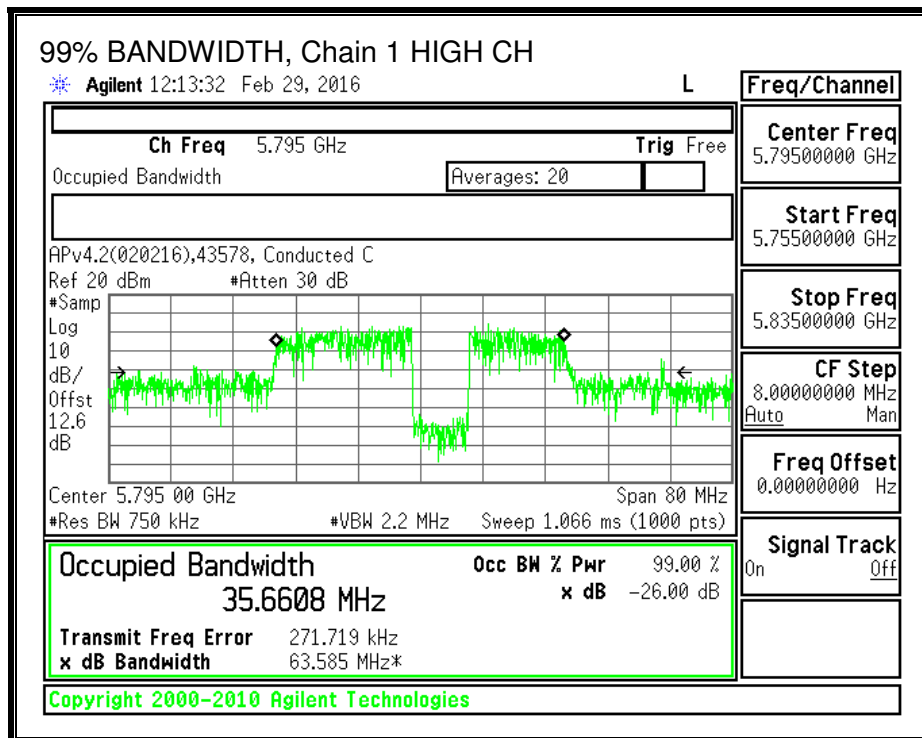 99% BANDWIDTH, Chain 1 HIGH CH
Agilent 12:13:32 Feb 29, 2016 L
Freq/Channel
Ch Freq 5.795 GHz Trig Free
Occupied Bandwidth Averages: 20
APv4.2(020216),43578, Conducted C
Ref 20 dBm #Atten 30 dB
#Samp
Log
10
dB/
Offst
12.6
dB
Center 5.795 00 GHz Span 80 MHz
#Res BW 750 kHz #VBW 2.2 MHz Sweep 1.066 ms (1000 pts)
Occupied Bandwidth Occ BW % Pwr 99.00 %
35.6608 MHz x dB -26.00 dB
Transmit Freq Error 271.719 kHz
x dB Bandwidth 63.585 MHz*
Copyright 2000-2010 Agilent Technologies
Center Freq
5.79500000 GHz
Start Freq
5.75500000 GHz
Stop Freq
5.83500000 GHz
CF Step
8.00000000 MHz
Auto Man
Freq Offset
0.00000000 Hz
Signal Track
On Off